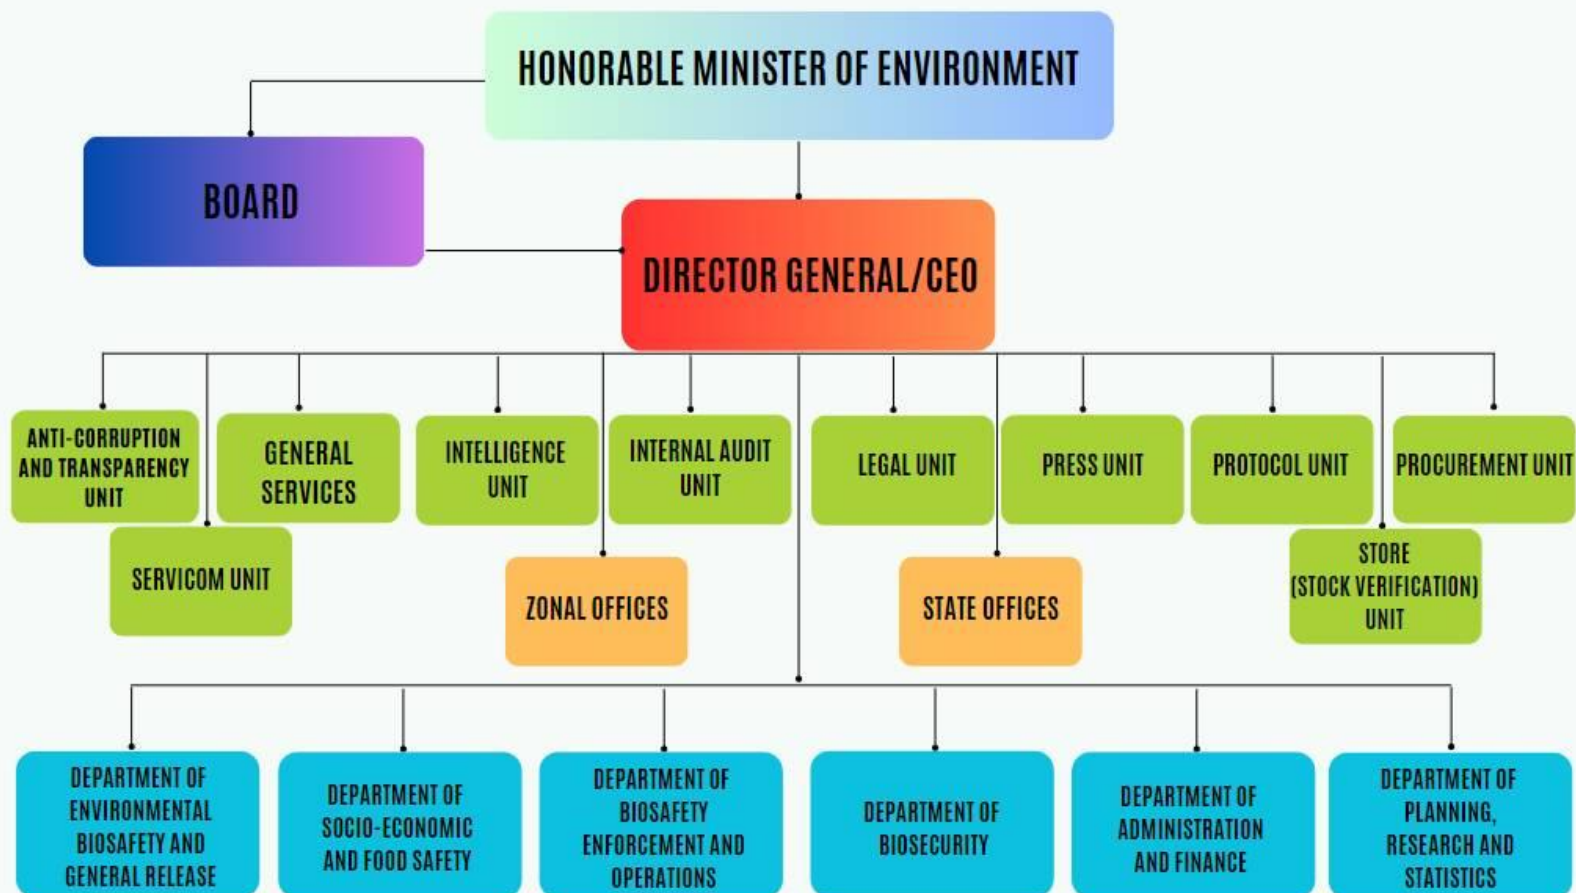 HONORABLE MINISTER OF ENVIRONMENT
BOARD
DIRECTOR GENERAL/CEO
ANTI-CORRUPTION
AND TRANSPARENCY
UNIT
GENERAL
SERVICES
INTELLIGENCE
UNIT
INTERNAL AUDIT
UNIT
LEGAL UNIT
PRESS UNIT
PROTOCOL UNIT
PROCUREMENT UNIT
SERVICOM UNIT
ZONAL OFFICES
STATE OFFICES
STORE
(STOCK VERIFICATION)
UNIT
DEPARTMENT OF
ENVIRONMENTAL
BIOSAFETY AND
GENERAL RELEASE
DEPARTMENT OF
SOCIO-ECONOMIC
AND FOOD SAFETY
DEPARTMENT OF
BIOSAFETY
ENFORCEMENT AND
OPERATIONS
DEPARTMENT OF
BIOSECURITY
DEPARTMENT OF
ADMINISTRATION
AND FINANCE
DEPARTMENT OF
PLANNING,
RESEARCH AND
STATISTICS